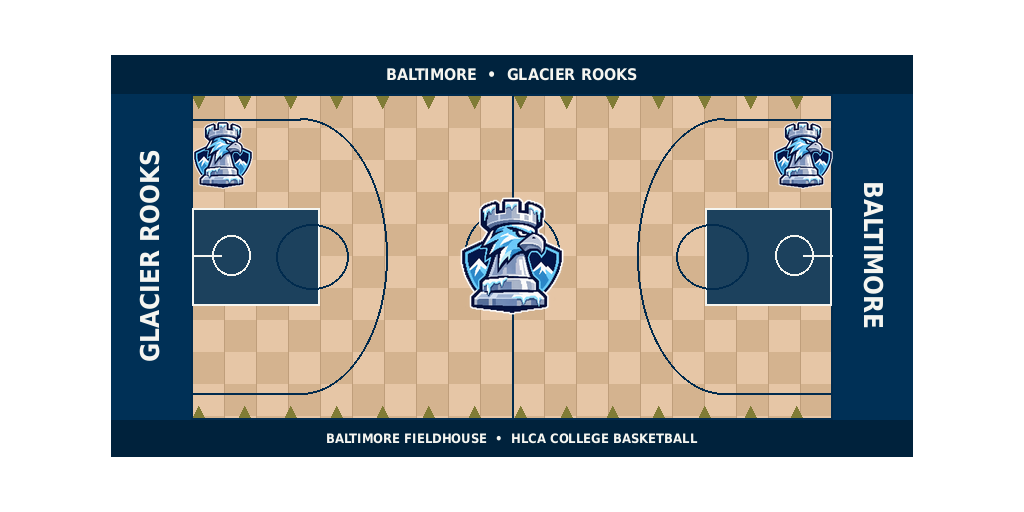 BALTIMORE • GLACIER ROOKS
GLACIER ROOKS
BALTIMORE
BALTIMORE FIELDHOUSE • HLCA COLLEGE BASKETBALL